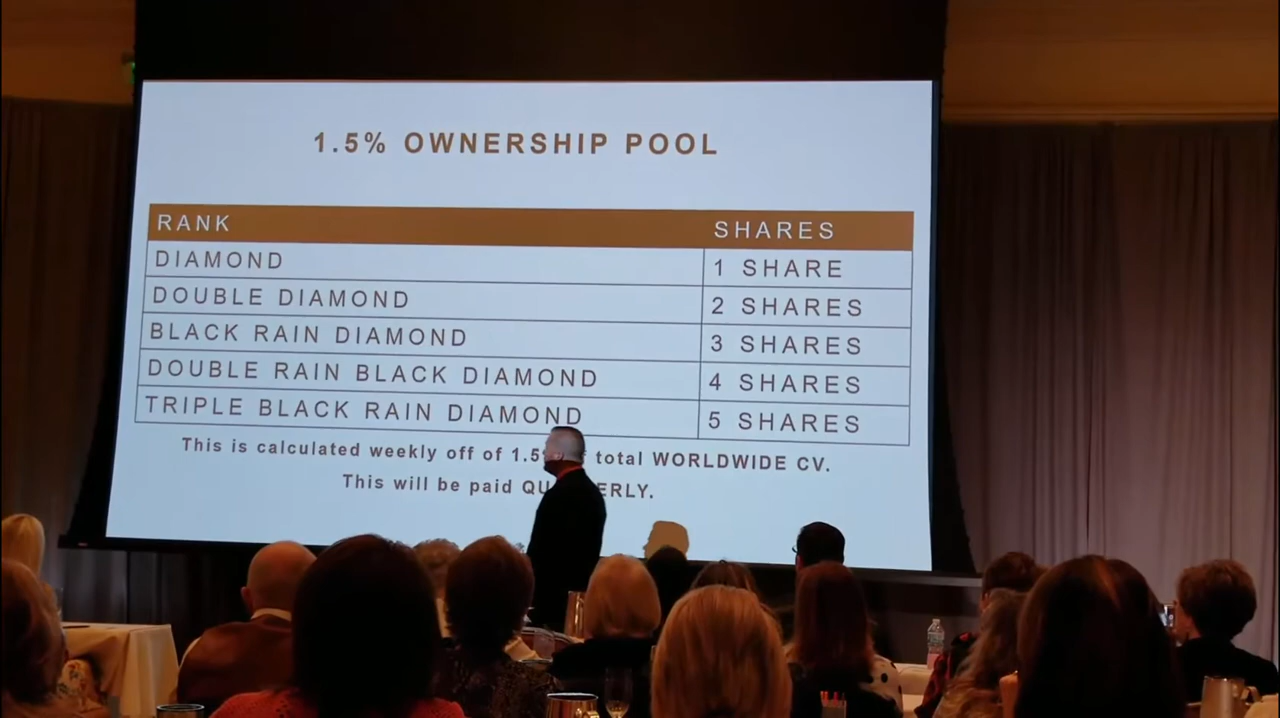 1.5% OWNERSHIP POOL
RANK SHARES
DIAMOND 1 SHARE
DOUBLE DIAMOND 2 SHARES
BLACK RAIN DIAMOND 3 SHARES
DOUBLE RAIN BLACK DIAMOND 4 SHARES
TRIPLE BLACK RAIN DIAMOND 5 SHARES
This is calculated weekly off of total WORLDWIDE CV.
This will be paid